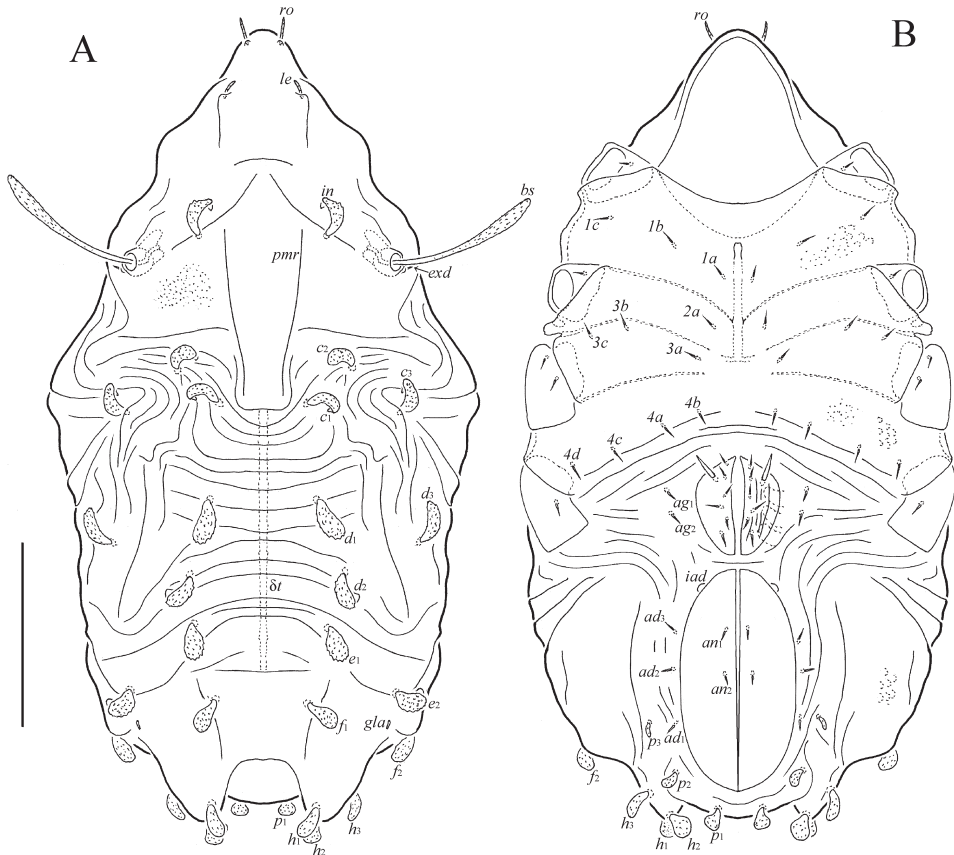 A
ro
le
in
bs
pmr
exd
c2
c3
c1
d3
d1
δt
d2
e1
e2
gla
f1
f2
p1
h3
h1
h2
B
ro
1c
1b
1a
3b
2a
3c
3a
4b
4a
4c
4d
ag1
ag2
iad
ad3
an1
ad2
an2
p3
ad1
f2
p2
h3
h1
h2
p1